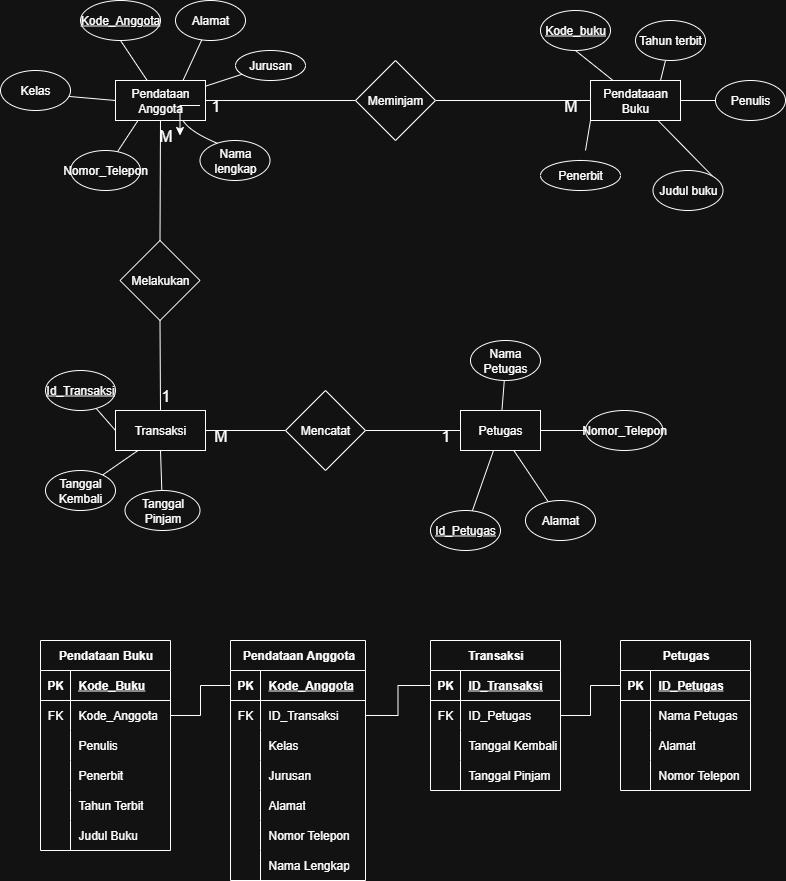 Kode_Anggota
Alamat
Jurusan
Kelas
Pendataan
Anggota
1
M
Nomor_Telepon
Nama
lengkap
Meminjam
Kode_buku
Tahun terbit
Pendataaan
Buku
M
Penulis
Penerbit
Judul buku
Melakukan
1
Id_Transaksi
Transaksi
M
Tanggal
Kembali
Tanggal
Pinjam
Mencatat
Nama
Petugas
1
Petugas
Nomor_Telepon
Id_Petugas
Alamat
Pendataan Buku
PK Kode_Buku
FK Kode_Anggota
Penulis
Penerbit
Tahun Terbit
Judul Buku
Pendataan Anggota
PK Kode_Anggota
FK ID_Transaksi
Kelas
Jurusan
Alamat
Nomor Telepon
Nama Lengkap
Transaksi
PK ID_Transaksi
FK ID_Petugas
Tanggal Kembali
Tanggal Pinjam
Petugas
PK ID_Petugas
Nama Petugas
Alamat
Nomor Telepon